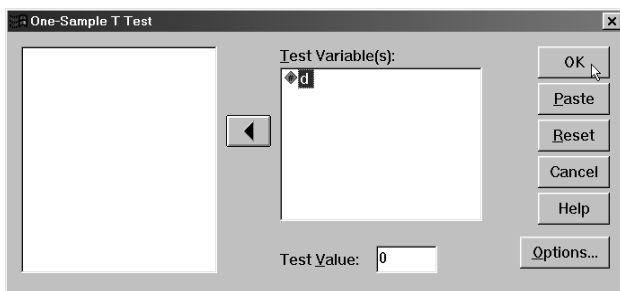 One-Sample T Test
Test Variable(s):
d
OK
Paste
Reset
Cancel
Help
Test Value: 0
Options...